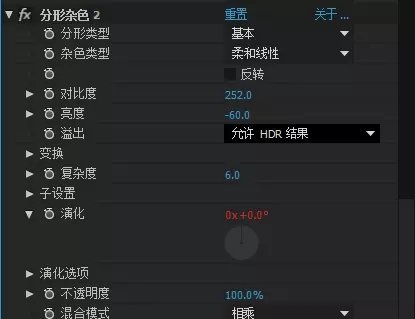 fx 分形杂色 2 重置 关于 ...
分形类型 基本
杂色类型 柔和线性
反转
对比度 252.0
亮度 -60.0
溢出 允许 HDR 结果
变换
复杂度 6.0
子设置
演化 0x+0.0°
演化选项
不透明度 100.0%
混合模式 相乘